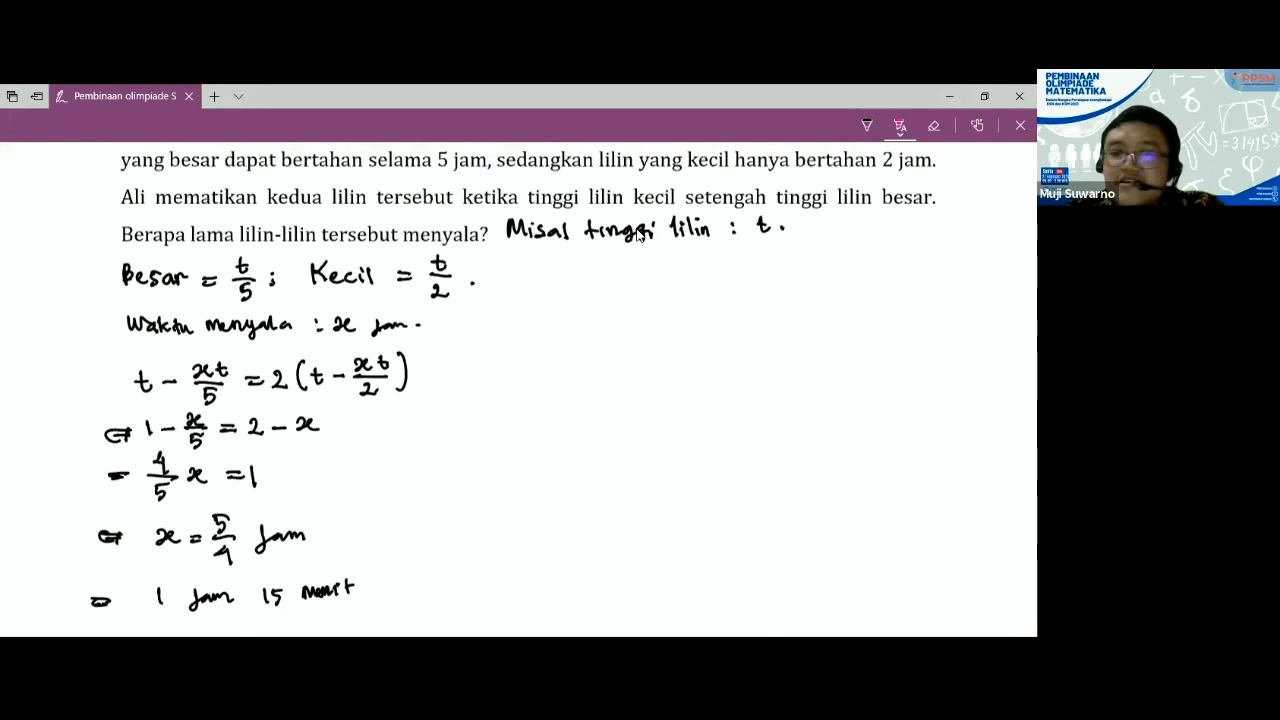 Pembinaan olimpiade S
yang besar dapat bertahan selama 5 jam, sedangkan lilin yang kecil hanya bertahan 2 jam.
Ali mematikan kedua lilin tersebut ketika tinggi lilin kecil setengah tinggi lilin besar.
Berapa lama lilin-lilin tersebut menyala? Misal tinggi lilin : t.
Besar = t/5 ; Kecil = t/2 .
Waktu menyala : x jam.
t - xt/5 = 2 (t - xt/2)
⇔ 1 - x/5 = 2 - x
= 4/5 x = 1
⇔ x = 5/4 Jam
= 1 Jam 15 menit
PEMBINAAN
OLIMPIADE
MATEMATIKA
PPSM
=3.14159
Muji Suwarno